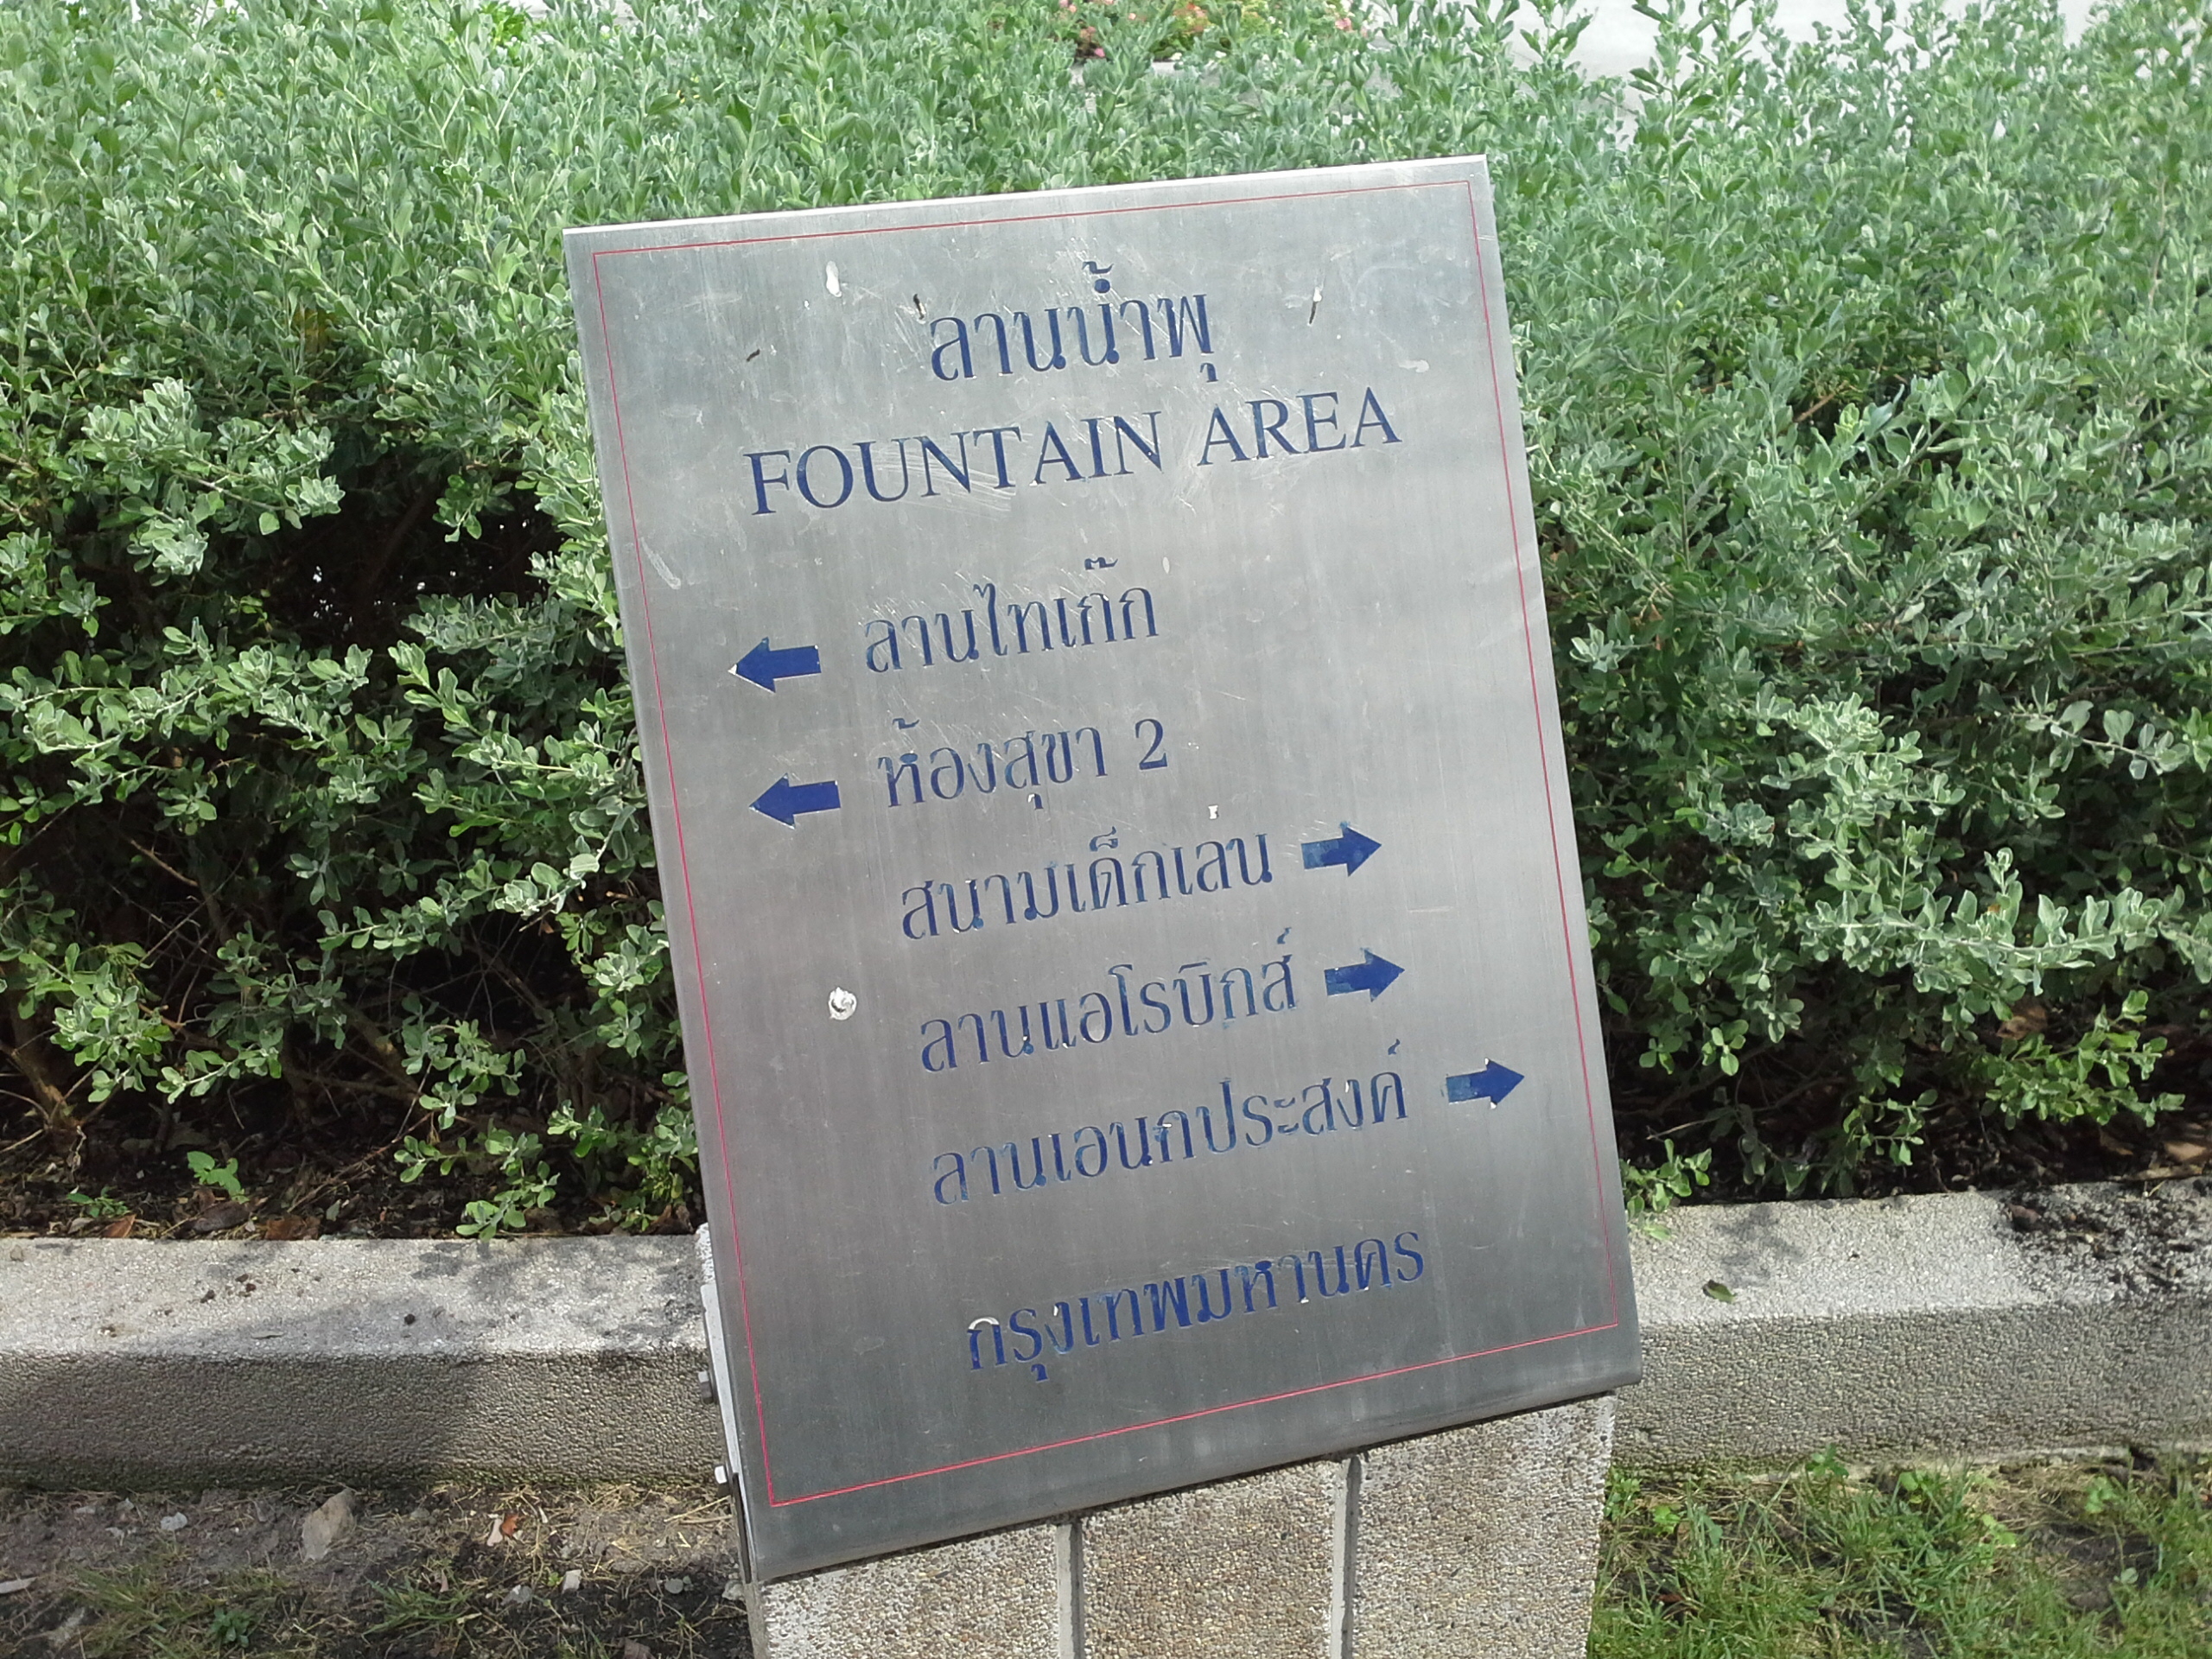 ลานน้ำพุ
FOUNTAIN AREA
ลานไทเก๊ก
ห้องสุขา 2
สนามเด็กเล่น
ลานแอโรบิกส์
ลานเอนกประสงค์
กรุงเทพมหานคร